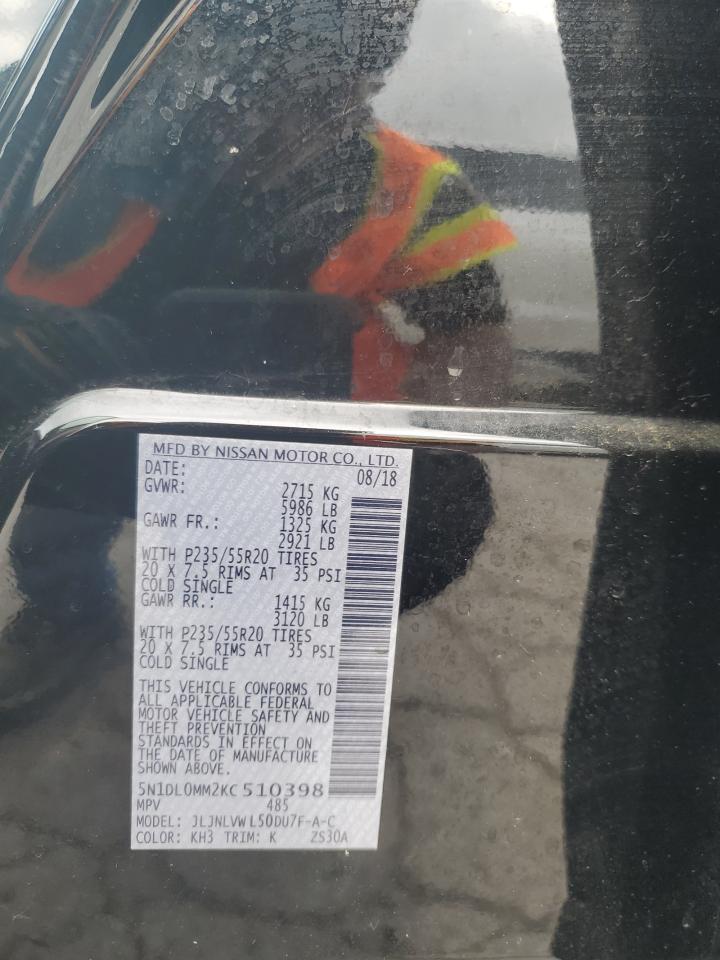 MFD BY NISSAN MOTOR CO., LTD.
DATE: 08/18
GVWR: 2715 KG
5986 LB
GAWR FR.: 1325 KG
2921 LB
WITH P235/55R20 TIRES
20 X 7.5 RIMS AT 35 PSI
COLD SINGLE
GAWR RR.: 1415 KG
3120 LB
WITH P235/55R20 TIRES
20 X 7.5 RIMS AT 35 PSI
COLD SINGLE
THIS VEHICLE CONFORMS TO
ALL APPLICABLE FEDERAL
MOTOR VEHICLE SAFETY AND
THEFT PREVENTION
STANDARDS IN EFFECT ON
THE DATE OF MANUFACTURE
SHOWN ABOVE.
5N1DL0MM2KC510398
MPV 485
MODEL: JLJNLVWL50DU7F-A-C
COLOR: KH3 TRIM: K ZS30A